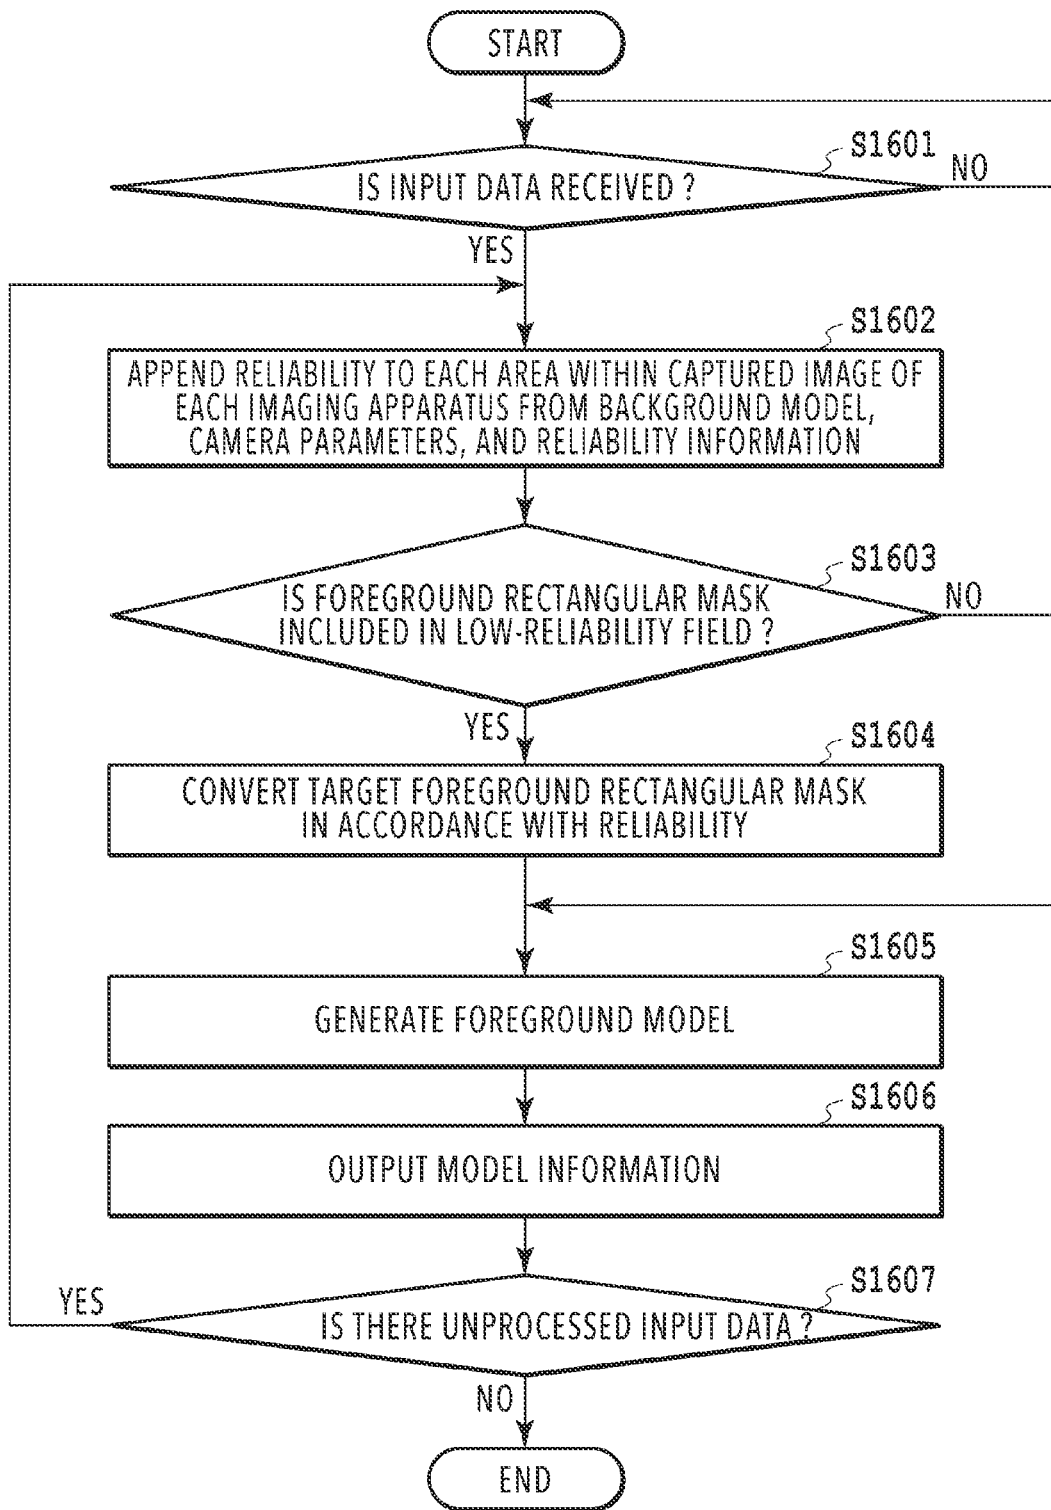 START
S1601
IS INPUT DATA RECEIVED ?
NO
YES
S1602
APPEND RELIABILITY TO EACH AREA WITHIN CAPTURED IMAGE OF
EACH IMAGING APPARATUS FROM BACKGROUND MODEL,
CAMERA PARAMETERS, AND RELIABILITY INFORMATION
S1603
IS FOREGROUND RECTANGULAR MASK
INCLUDED IN LOW-RELIABILITY FIELD ?
NO
YES
S1604
CONVERT TARGET FOREGROUND RECTANGULAR MASK
IN ACCORDANCE WITH RELIABILITY
S1605
GENERATE FOREGROUND MODEL
S1606
OUTPUT MODEL INFORMATION
S1607
YES
IS THERE UNPROCESSED INPUT DATA ?
NO
END